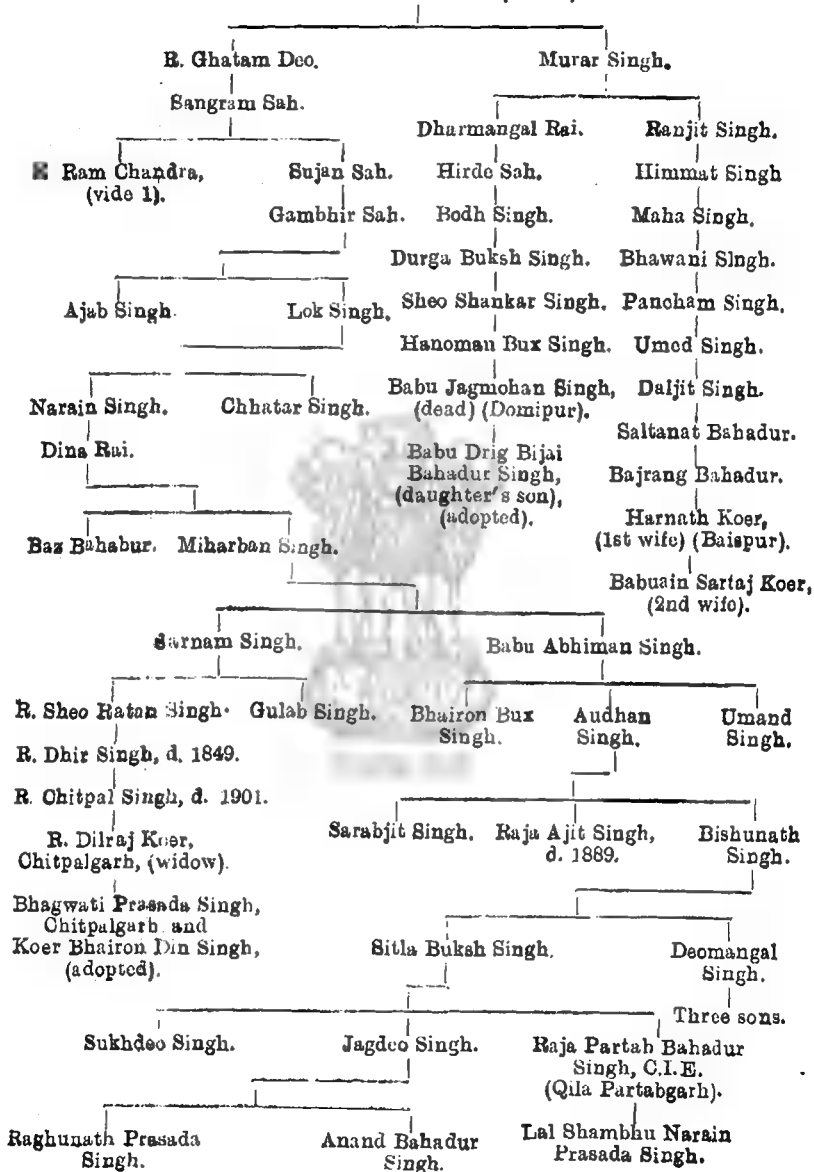 R. Ghatam Deo. Murar Singh.
Sangram Sah.
Dharmangal Rai. Ranjit Singh.
Ram Chandra, Sujan Sah. Hirde Sah. Himmat Singh
(vide 1).
Gambhir Sah. Bodh Singh. Maha Singh.
Durga Buksh Singh. Bhawani Singh.
Ajab Singh. Lok Singh. Sheo Shankar Singh. Pancham Singh.
Hanoman Bux Singh. Umed Singh.
Narain Singh. Chhatar Singh. Babu Jagmohan Singh, Daljit Singh.
(dead) (Domipur).
Saltanat Bahadur.
Dina Rai. Babu Drig Bijai
Bahadur Singh, Bajrang Bahadur.
(daughter's son),
(adopted). Harnath Koer,
Baz Bahabur. Miharban Singh. (1st wife) (Baispur).
Babuain Sartaj Koer,
(2nd wife).
Sarnam Singh. Babu Abhiman Singh.
R. Sheo Ratan Singh. Gulab Singh. Bhairon Bux Audhan Umand
Singh. Singh. Singh.
R. Dhir Singh, d. 1849.
R. Chitpal Singh, d. 1901.
R. Dilraj Koer, Sarabjit Singh. Raja Ajit Singh, Bishunath
Chitpalgarh, (widow). d. 1889. Singh.
Bhagwati Prasada Singh,
Chitpalgarh and
Koer Bhairon Din Singh, Sitla Buksh Singh. Deomangal
(adopted). Singh.
Three sons.
Sukhdeo Singh. Jagdeo Singh. Raja Partab Bahadur
Singh, C.I.E.
(Qila Partabgarh).
Raghunath Prasada Anand Bahadur Lal Shambhu Narain
Singh. Singh. Prasada Singh.